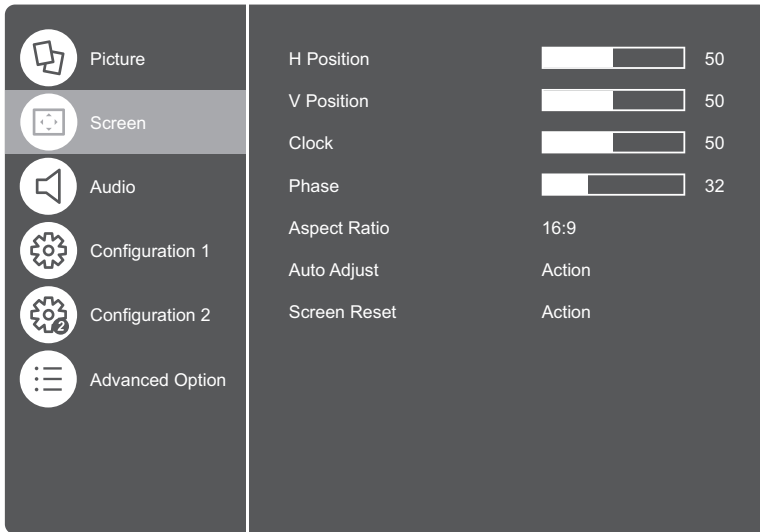 Picture
Screen
Audio
Configuration 1
Configuration 2
2
Advanced Option
H Position 50
V Position 50
Clock 50
Phase 32
Aspect Ratio 16:9
Auto Adjust Action
Screen Reset Action